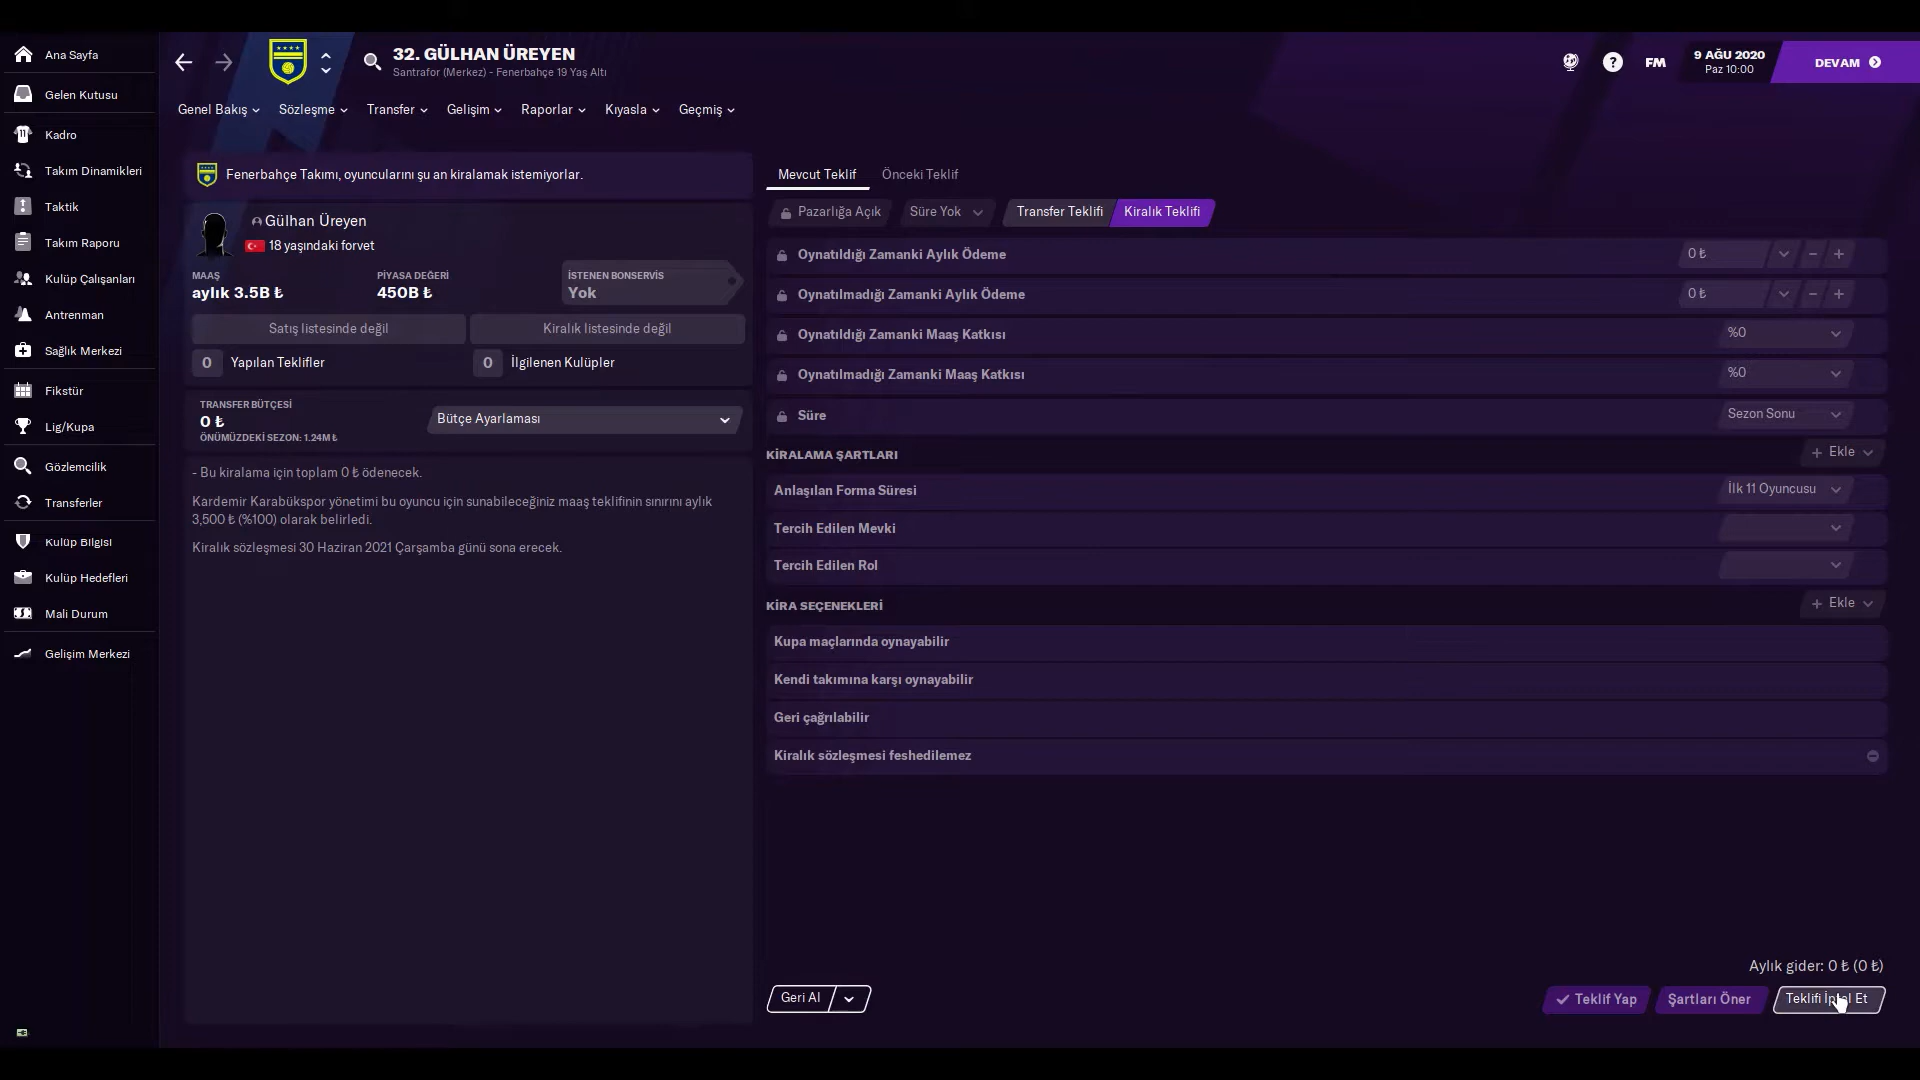 Ana Sayfa
Gelen Kutusu
Kadro
Takım Dinamikleri
Taktik
Takım Raporu
Kulüp Çalışanları
Antrenman
Sağlık Merkezi
Fikstür
Lig/Kupa
Gözlemcilik
Transferler
Kulüp Bilgisi
Kulüp Hedefleri
Mali Durum
Gelişim Merkezi
32. GÜLHAN ÜREYEN
Santrafor (Merkez) - Fenerbahçe 19 Yaş Altı
FM
9 AĞU 2020
Paz 10:00
DEVAM
Genel Bakış
Sözleşme
Transfer
Gelişim
Raporlar
Kıyasla
Geçmiş
Fenerbahçe Takımı, oyuncularını şu an kiralamak istemiyorlar.
Gülhan Üreyen
18 yaşındaki forvet
MAAŞ
aylık 3.5B ₺
PİYASA DEĞERİ
450B ₺
İSTENEN BONSERVİS
Yok
Satış listesinde değil
Kiralık listesinde değil
0 Yapılan Teklifler
0 İlgilenen Kulüpler
TRANSFER BÜTÇESİ
0 ₺
ÖNÜMÜZDEKİ SEZON: 1.24M ₺
Bütçe Ayarlaması
- Bu kiralama için toplam 0 ₺ ödenecek.
Kardemir Karabükspor yönetimi bu oyuncu için sunabileceğiniz maaş teklifinin sınırını aylık
3,500 ₺ (%100) olarak belirledi.
Kiralık sözleşmesi 30 Haziran 2021 Çarşamba günü sona erecek.
Mevcut Teklif
Önceki Teklif
Pazarlığa Açık
Süre Yok
Transfer Teklifi
Kiralık Teklifi
Oynatıldığı Zamanki Aylık Ödeme
0 ₺
Oynatılmadığı Zamanki Aylık Ödeme
0 ₺
Oynatıldığı Zamanki Maaş Katkısı
%0
Oynatılmadığı Zamanki Maaş Katkısı
%0
Süre
Sezon Sonu
KİRALAMA ŞARTLARI
+ Ekle
Anlaşılan Forma Süresi
İlk 11 Oyuncusu
Tercih Edilen Mevki
Tercih Edilen Rol
KİRA SEÇENEKLERİ
+ Ekle
Kupa maçlarında oynayabilir
Kendi takımına karşı oynayabilir
Geri çağrılabilir
Kiralık sözleşmesi feshedilemez
Aylık gider: 0 ₺ (0 ₺)
Geri Al
Teklif Yap
Şartları Öner
Teklifi İptal Et